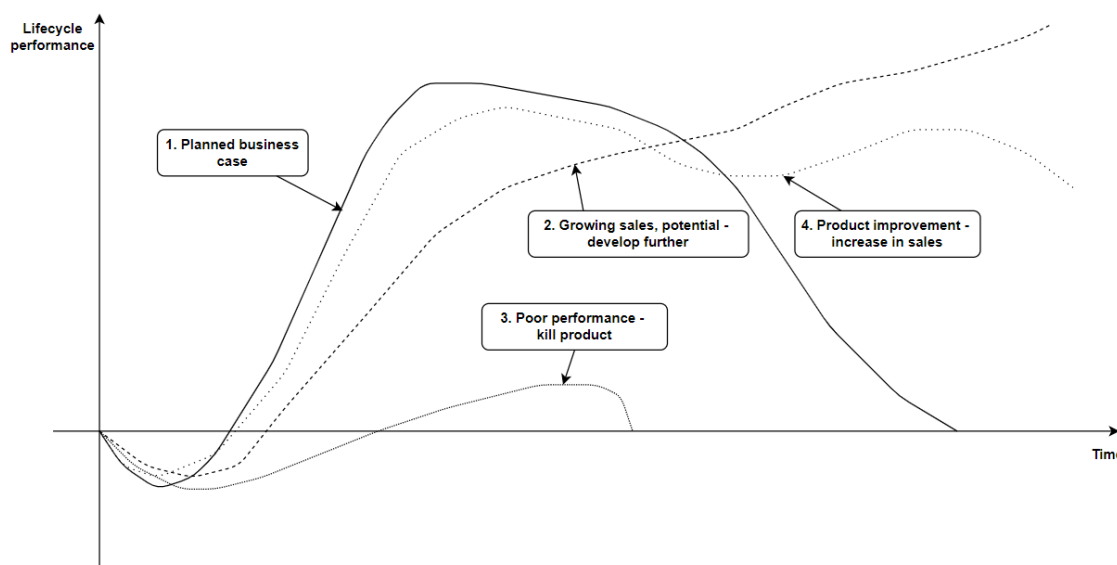 Lifecycle
performance
1. Planned business
case
2. Growing sales, potential -
develop further
4. Product improvement -
increase in sales
3. Poor performance -
kill product
Time